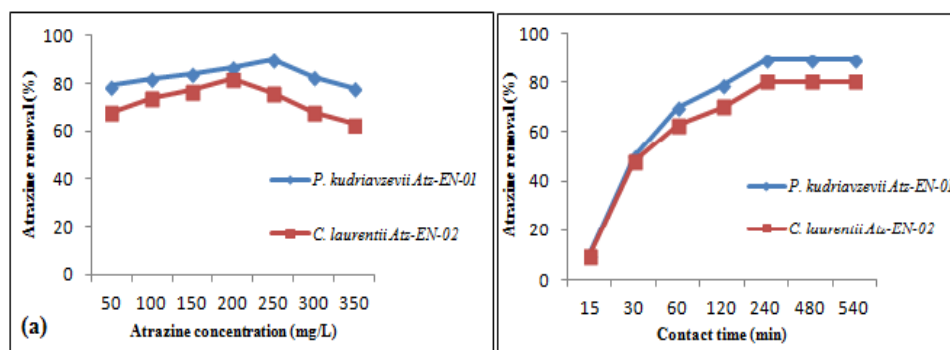 100
80
60
40
20
0
Atrazine removal (%)
P. kudriavzevii Atz-EN-01
C. laurentii Atz-EN-02
50 100 150 200 250 300 350
(a)
Atrazine concentration (mg/L)
100
80
60
40
20
0
Atrazine removal (%)
P. kudriavzevii Atz-EN-01
C. laurentii Atz-EN-02
15 30 60 120 240 480 540
Contact time (min)